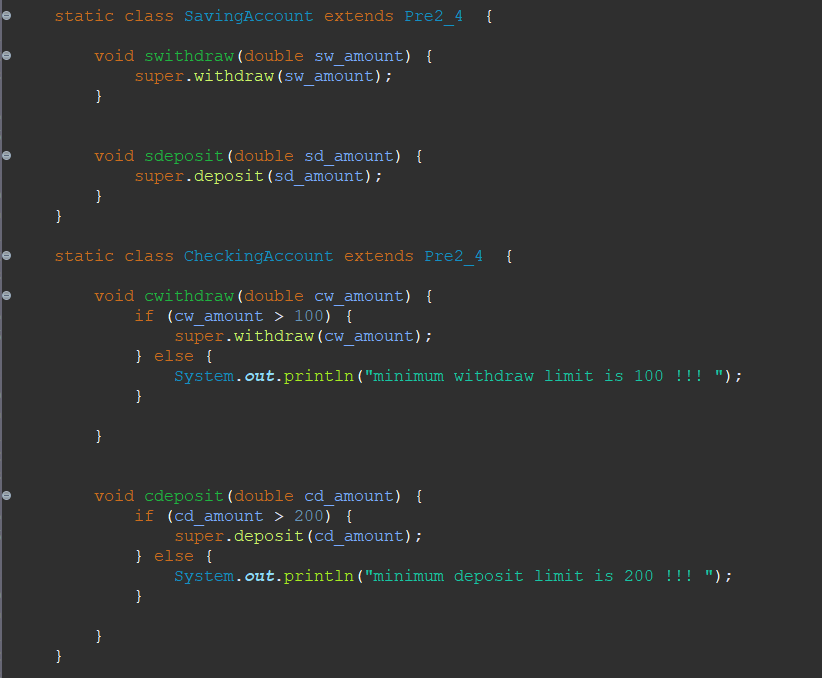 static class SavingAccount extends Pre2_4  {
void swithdraw(double sw_amount) {
super.withdraw(sw_amount);
}
void sdeposit(double sd_amount) {
super.deposit(sd_amount);
}
}
static class CheckingAccount extends Pre2_4  {
void cwithdraw(double cw_amount) {
if (cw_amount > 100) {
super.withdraw(cw_amount);
} else {
System.out.println("minimum withdraw limit is 100 !!! ");
}
}
void cdeposit(double cd_amount) {
if (cd_amount > 200) {
super.deposit(cd_amount);
} else {
System.out.println("minimum deposit limit is 200 !!! ");
}
}
}